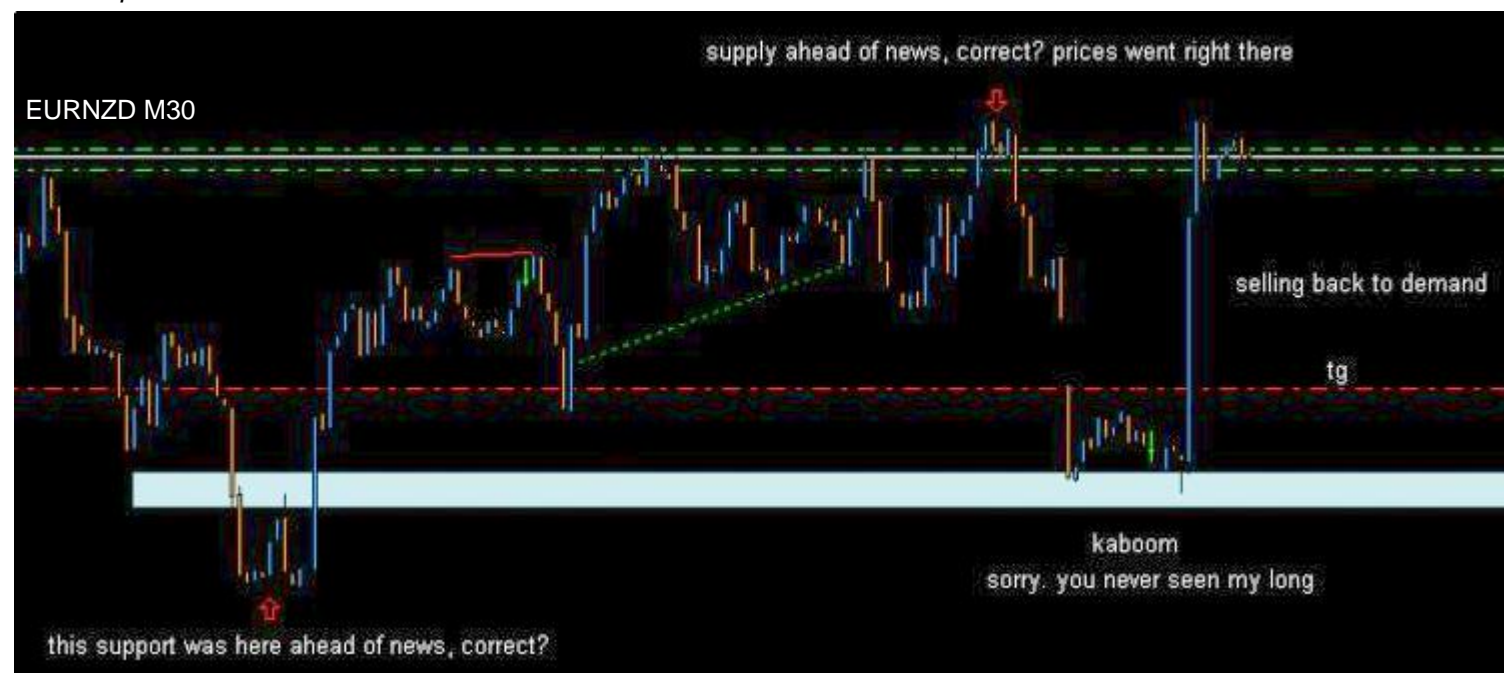 supply ahead of news, correct? prices went right there
EURNZD M30
selling back to demand
tg
kaboom
sorry. you never seen my long
this support was here ahead of news, correct?